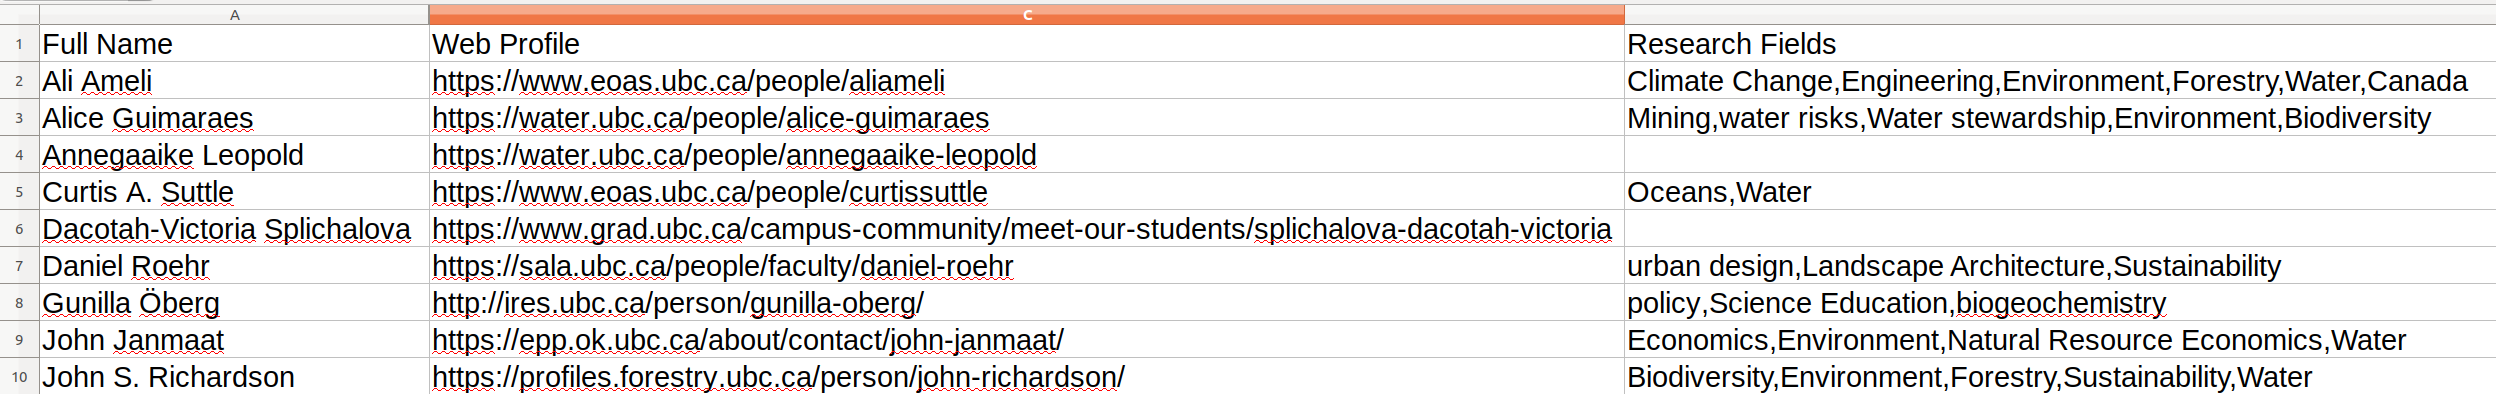 A C
1 Full Name Web Profile Research Fields
2 Ali Ameli https://www.eoas.ubc.ca/people/aliameli Climate Change,Engineering,Environment,Forestry,Water,Canada
3 Alice Guimaraes https://water.ubc.ca/people/alice-guimaraes Mining,water risks,Water stewardship,Environment,Biodiversity
4 Annegaaike Leopold https://water.ubc.ca/people/annegaaike-leopold
5 Curtis A. Suttle https://www.eoas.ubc.ca/people/curtissuttle Oceans,Water
6 Dacotah-Victoria Splichalova https://www.grad.ubc.ca/campus-community/meet-our-students/splichalova-dacotah-victoria
7 Daniel Roehr https://sala.ubc.ca/people/faculty/daniel-roehr urban design,Landscape Architecture,Sustainability
8 Gunilla Öberg http://ires.ubc.ca/person/gunilla-oberg/ policy,Science Education,biogeochemistry
9 John Janmaat https://epp.ok.ubc.ca/about/contact/john-janmaat/ Economics,Environment,Natural Resource Economics,Water
10 John S. Richardson https://profiles.forestry.ubc.ca/person/john-richardson/ Biodiversity,Environment,Forestry,Sustainability,Water